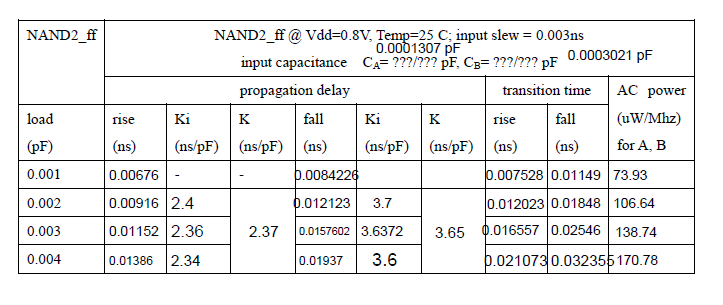 NAND2_ff NAND2_ff @ Vdd=0.8V, Temp=25 C; input slew = 0.003ns
0.0001307 pF
input capacitance CA= ???/??? pF, CB= ???/??? pF 0.0003021 pF
propagation delay transition time AC power
load rise Ki K fall Ki K rise fall (uW/Mhz)
(pF) (ns) (ns/pF) (ns/pF) (ns) (ns/pF) (ns/pF) (ns) (ns) for A, B
0.001 0.00676 - - 0.0084226 0.007528 0.01149 73.93
0.002 0.00916 2.4 0.012123 3.7 0.012023 0.01848 106.64
0.003 0.01152 2.36 2.37 0.0157602 3.6372 3.65 0.016557 0.02546 138.74
0.004 0.01386 2.34 0.01937 3.6 0.021073 0.032355 170.78